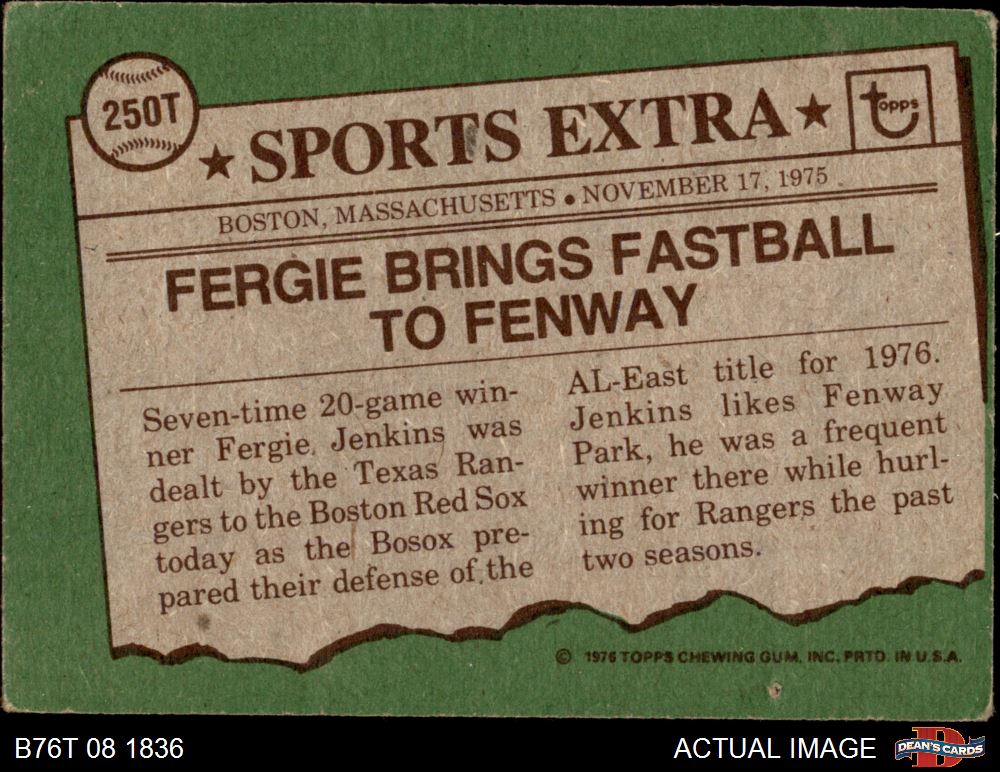 250T
★ SPORTS EXTRA ★
topps
BOSTON, MASSACHUSETTS • NOVEMBER 17, 1975
FERGIE BRINGS FASTBALL
TO FENWAY
Seven-time 20-game win-
ner Fergie Jenkins was
dealt by the Texas Ran-
gers to the Boston Red Sox
today as the Bosox pre-
pared their defense of the
AL-East title for 1976.
Jenkins likes Fenway
Park, he was a frequent
winner there while hurl-
ing for Rangers the past
two seasons.
© 1976 TOPPS CHEWING GUM, INC. PRTD. IN U.S.A.
B76T 08 1836
ACTUAL IMAGE
D
DEAN'S CARDS